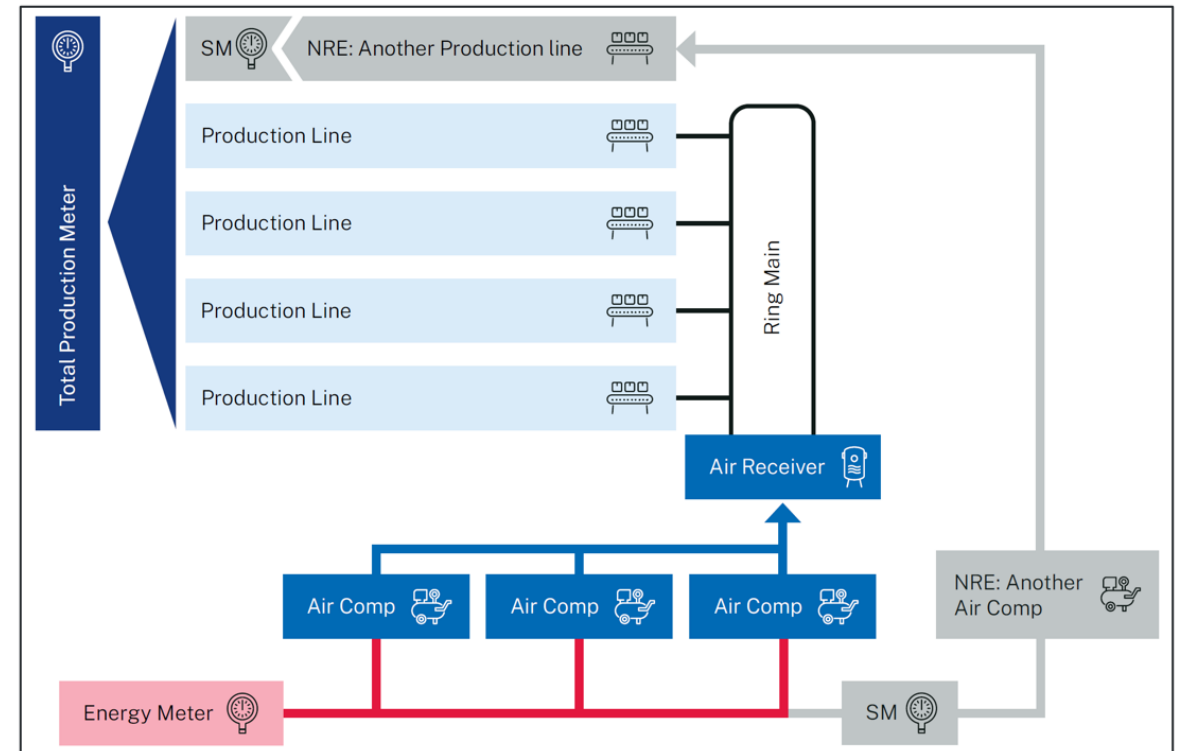 SM
NRE: Another Production line
Production Line
Production Line
Production Line
Production Line
Total Production Meter
Ring Main
Air Receiver
Air Comp
Air Comp
Air Comp
NRE: Another
Air Comp
Energy Meter
SM